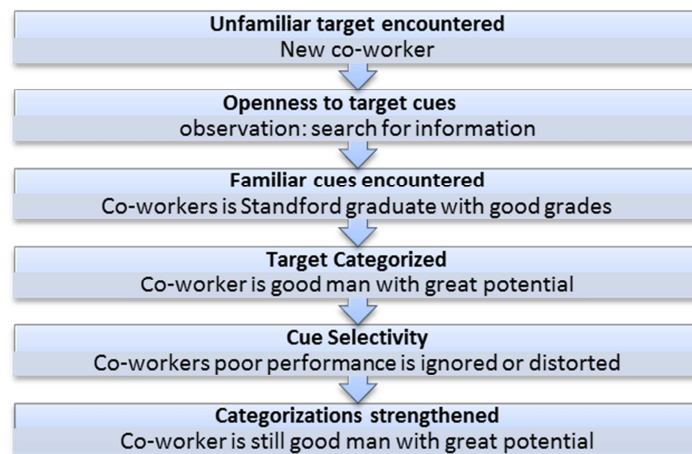 Unfamiliar target encountered
New co-worker
Openness to target cues
observation: search for information
Familiar cues encountered
Co-workers is Standford graduate with good grades
Target Categorized
Co-worker is good man with great potential
Cue Selectivity
Co-workers poor performance is ignored or distorted
Categorizations strengthened
Co-worker is still good man with great potential